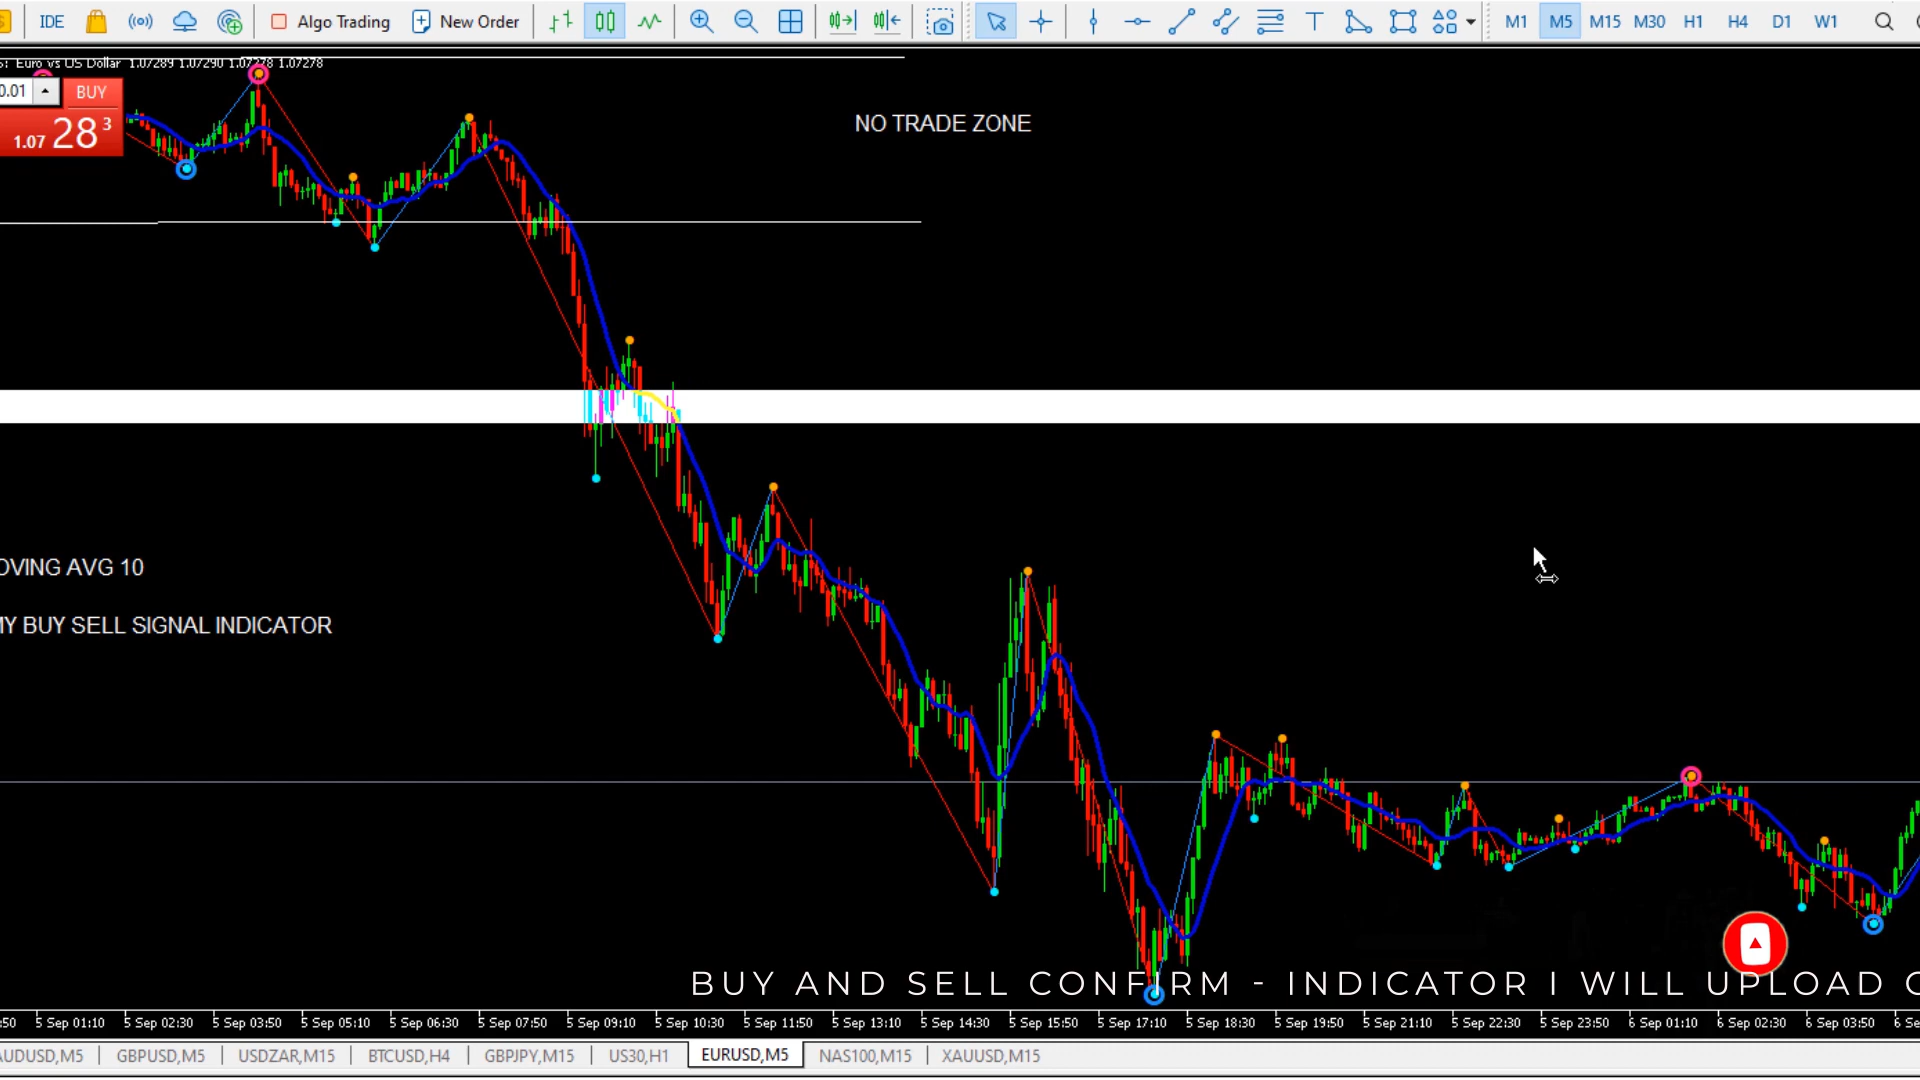 IDE Algo Trading New Order T M1 M5 M15 M30 H1 H4 D1 W1
Euro vs US Dollar 1.07289 1.07290 1.07278 1.07278
0.01 BUY
1.07 28 3
NO TRADE ZONE
OVING AVG 10
MY BUY SELL SIGNAL INDICATOR
BUY AND SELL CONFIRM - INDICATOR I WILL UPLOAD
:50 5 Sep 01:10 5 Sep 02:30 5 Sep 03:50 5 Sep 05:10 5 Sep 06:30 5 Sep 07:50 5 Sep 09:10 5 Sep 10:30 5 Sep 11:50 5 Sep 13:10 5 Sep 14:30 5 Sep 15:50 5 Sep 17:10 5 Sep 18:30 5 Sep 19:50 5 Sep 21:10 5 Sep 22:30 5 Sep 23:50 6 Sep 01:10 6 Sep 02:30 6 Sep 03:50 6 Se
AUDUSD,M5 GBPUSD,M5 USDZAR,M15 BTCUSD,H4 GBPJPY,M15 US30,H1 EURUSD,M5 NAS100,M15 XAUUSD,M15